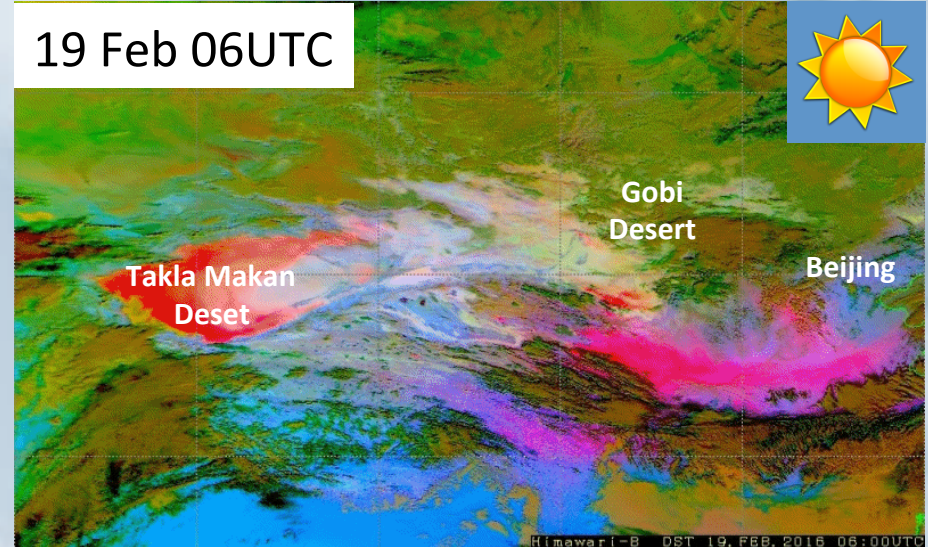 19 Feb 06UTC
Gobi
Desert
Beijing
Takla Makan
Deset
Himawari-8 DST 19.FEB.2016 06:00UTC